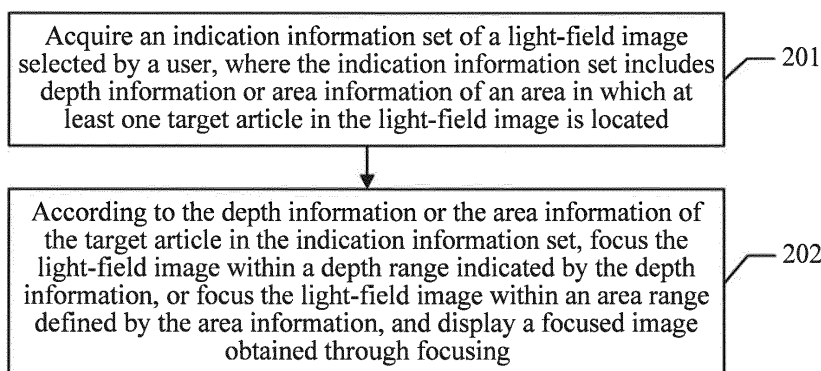 Acquire an indication information set of a light-field image
selected by a user, where the indication information set includes
depth information or area information of an area in which at
least one target article in the light-field image is located
201
According to the depth information or the area information of
the target article in the indication information set, focus the
light-field image within a depth range indicated by the depth
information, or focus the light-field image within an area range
defined by the area information, and display a focused image
obtained through focusing
202